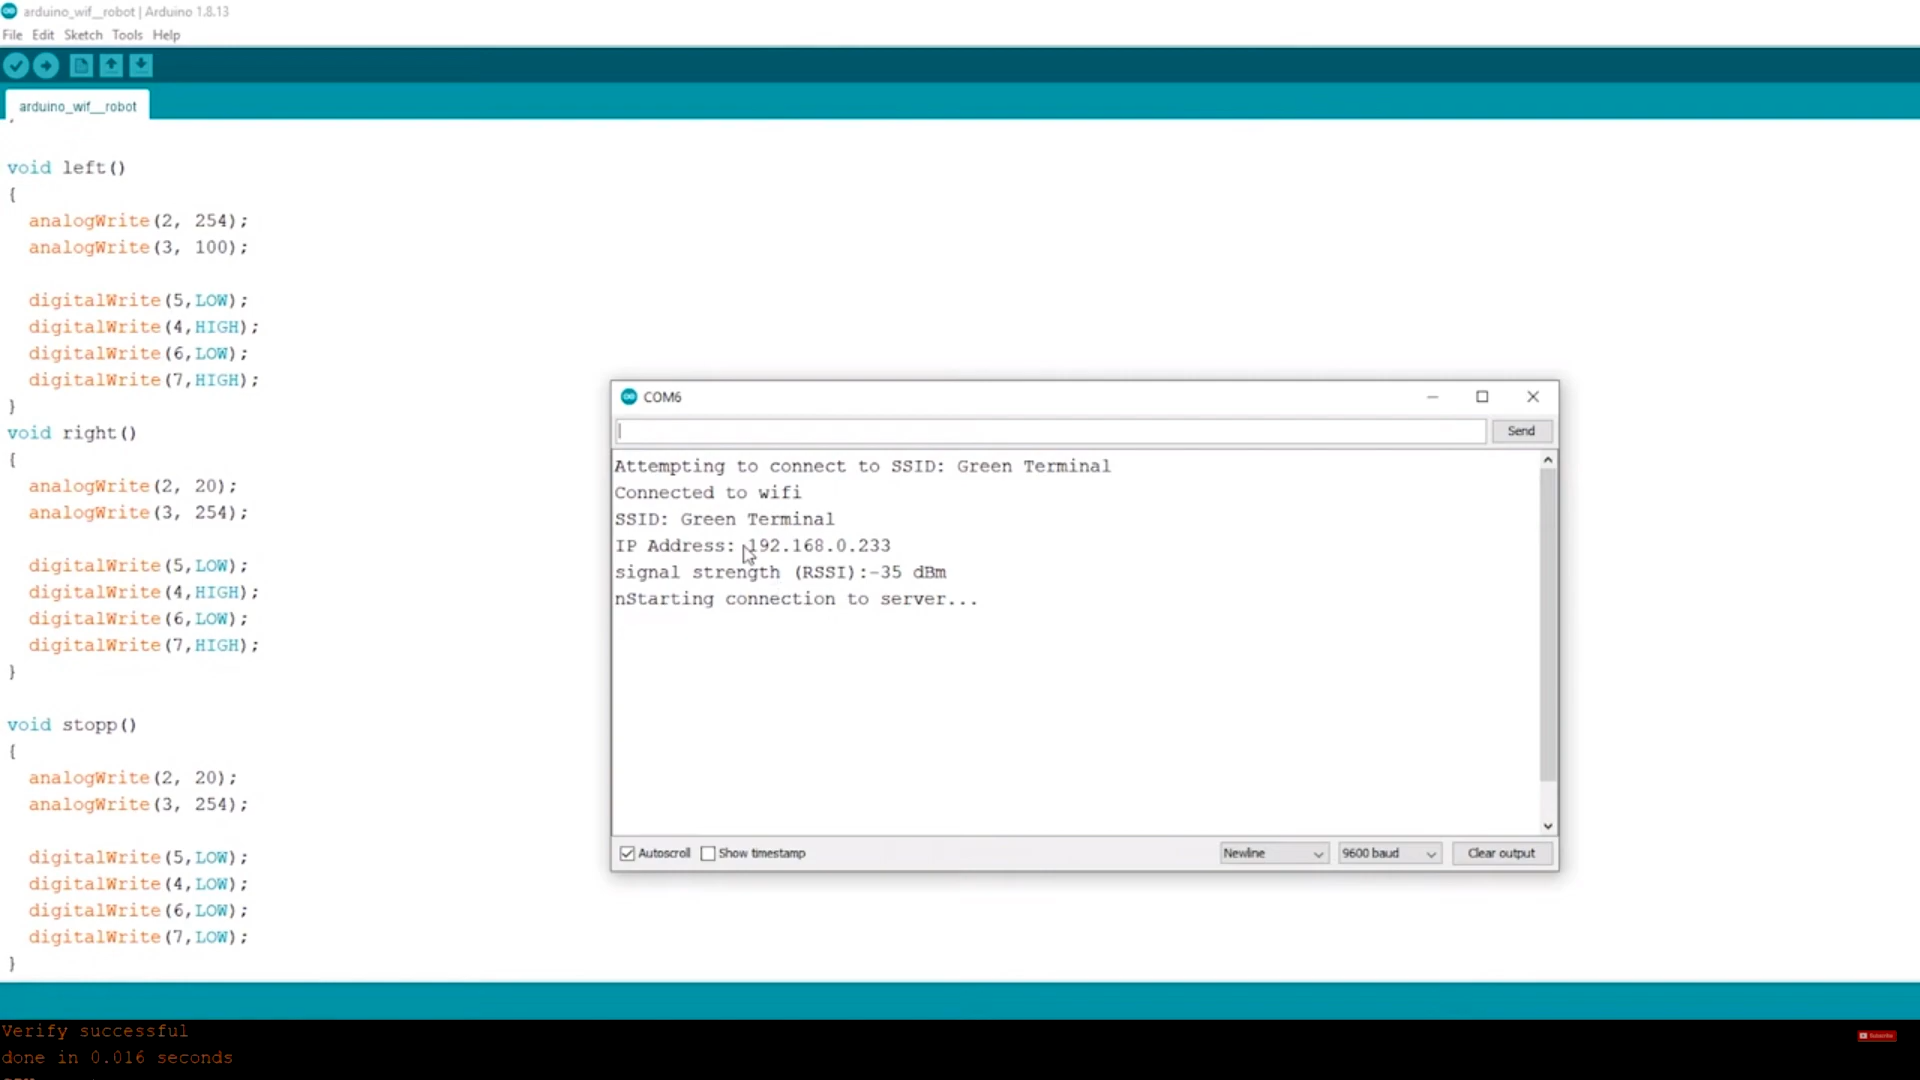 arduino_wif__robot | Arduino 1.8.13
File Edit Sketch Tools Help
arduino_wif__robot
void left()
{
analogWrite(2, 254);
analogWrite(3, 100);
digitalWrite(5,LOW);
digitalWrite(4,HIGH);
digitalWrite(6,LOW);
digitalWrite(7,HIGH);
}
void right()
{
analogWrite(2, 20);
analogWrite(3, 254);
digitalWrite(5,LOW);
digitalWrite(4,HIGH);
digitalWrite(6,LOW);
digitalWrite(7,HIGH);
}
void stopp()
{
analogWrite(2, 20);
analogWrite(3, 254);
digitalWrite(5,LOW);
digitalWrite(4,LOW);
digitalWrite(6,LOW);
digitalWrite(7,LOW);
}
COM6
Send
Attempting to connect to SSID: Green Terminal
Connected to wifi
SSID: Green Terminal
IP Address: 192.168.0.233
signal strength (RSSI):-35 dBm
nStarting connection to server...
Autoscroll Show timestamp Newline 9600 baud Clear output
Verify successful
done in 0.016 seconds
Subscribe